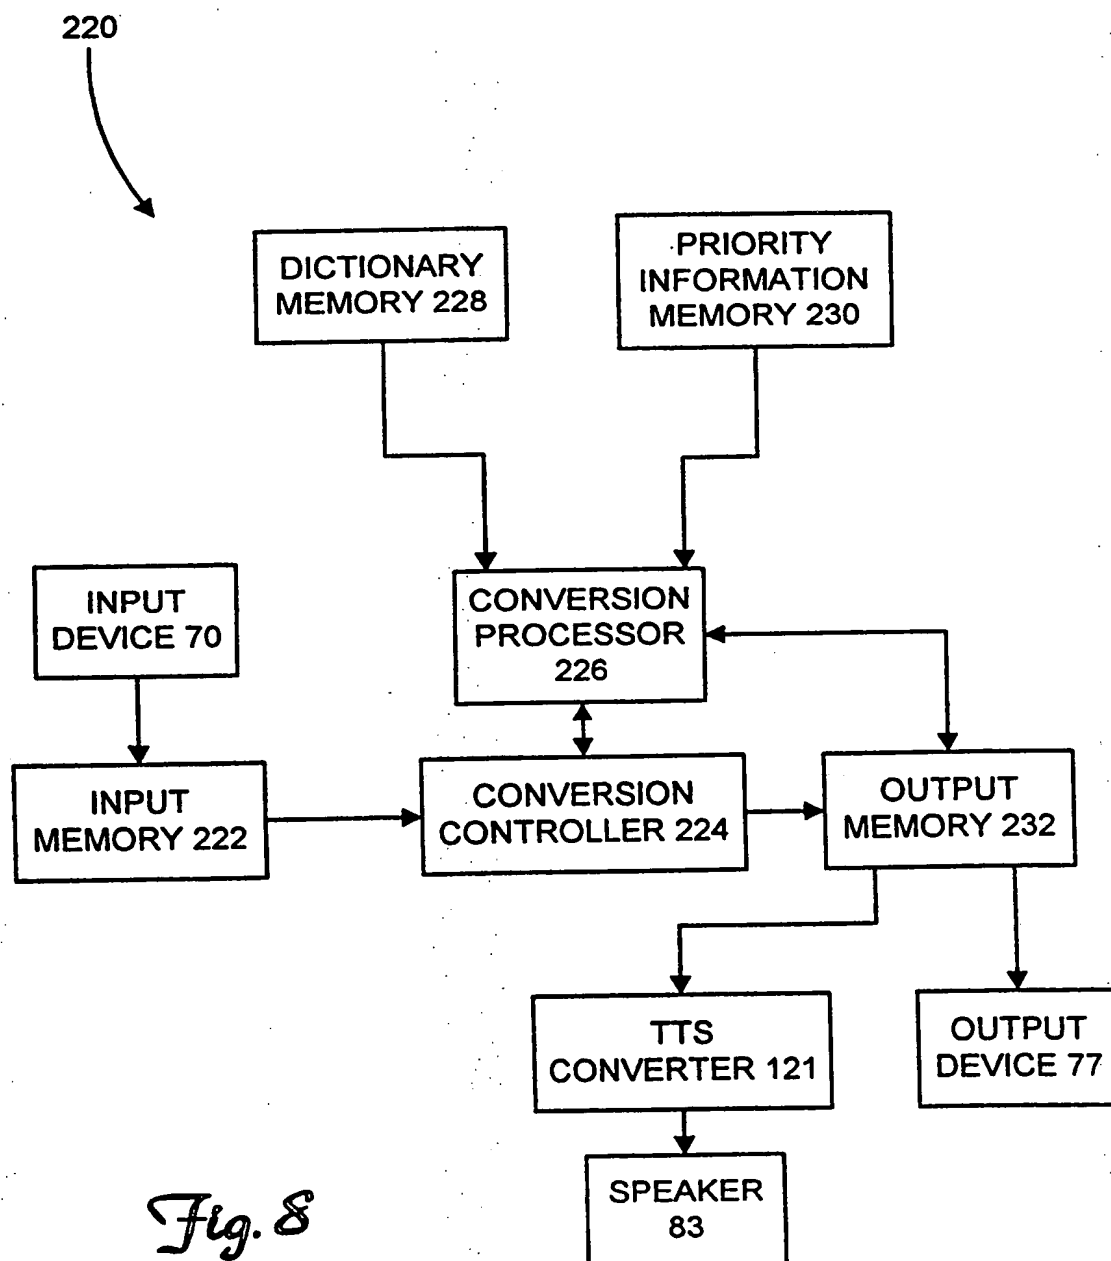 220
DICTIONARY
MEMORY 228
PRIORITY
INFORMATION
MEMORY 230
INPUT
DEVICE 70
CONVERSION
PROCESSOR
226
INPUT
MEMORY 222
CONVERSION
CONTROLLER 224
OUTPUT
MEMORY 232
TTS
CONVERTER 121
OUTPUT
DEVICE 77
SPEAKER
83
Fig. 8